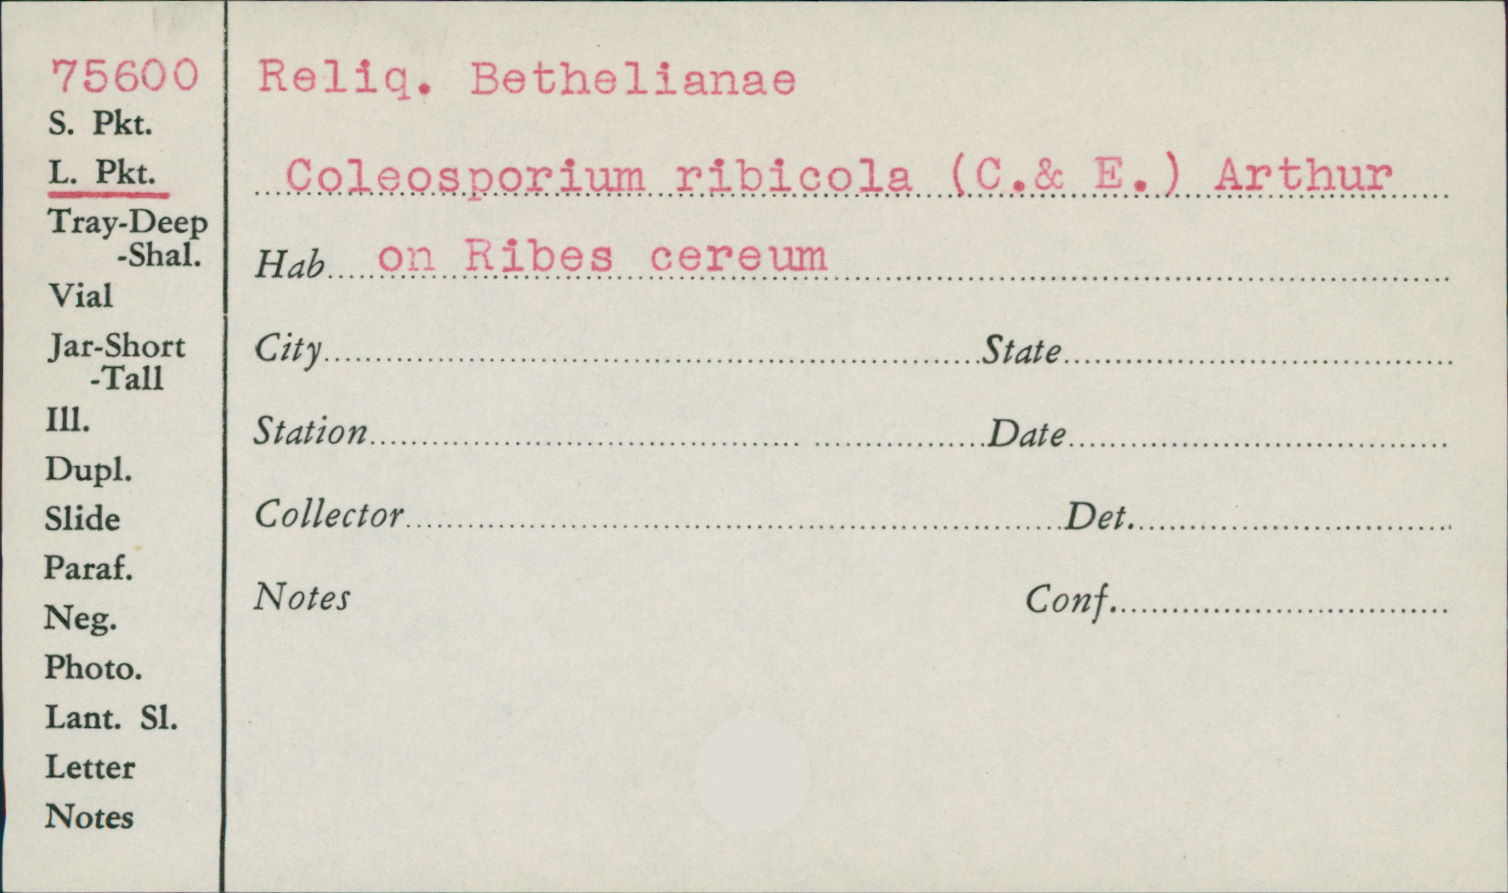 75600
S. Pkt.
L. Pkt.
Tray-Deep
-Shal.
Vial
Jar-Short
-Tall
Ill.
Dupl.
Slide
Paraf.
Neg.
Photo.
Lant. Sl.
Letter
Notes
Reliq. Bethelianae
Coleosporium ribicola (C.& E.) Arthur
Hab on Ribes cereum
City State
Station Date
Collector Det.
Notes Conf.